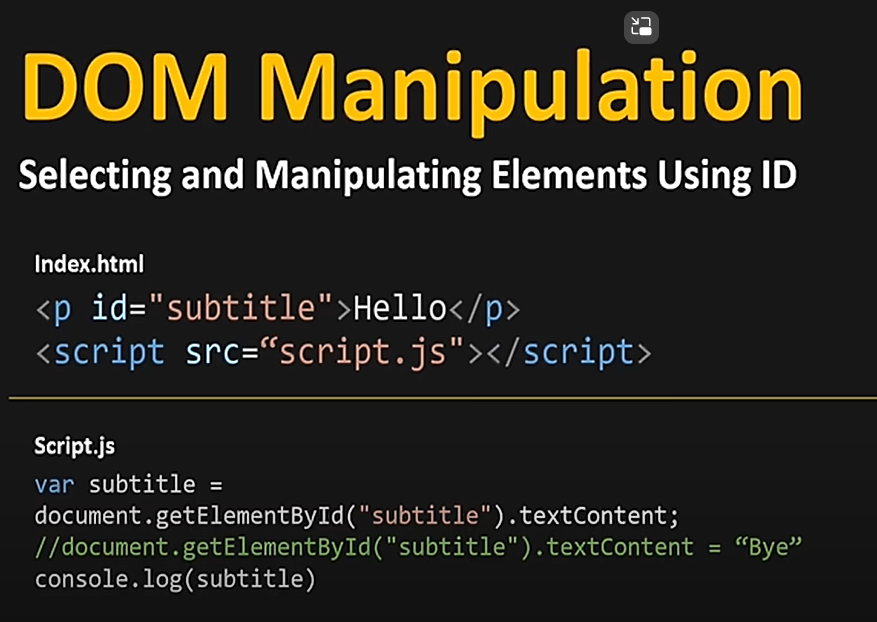 DOM Manipulation
Selecting and Manipulating Elements Using ID
Index.html
<p id="subtitle">Hello</p>
<script src=“script.js"></script>
Script.js
var subtitle =
document.getElementById("subtitle").textContent;
//document.getElementById("subtitle").textContent = “Bye”
console.log(subtitle)